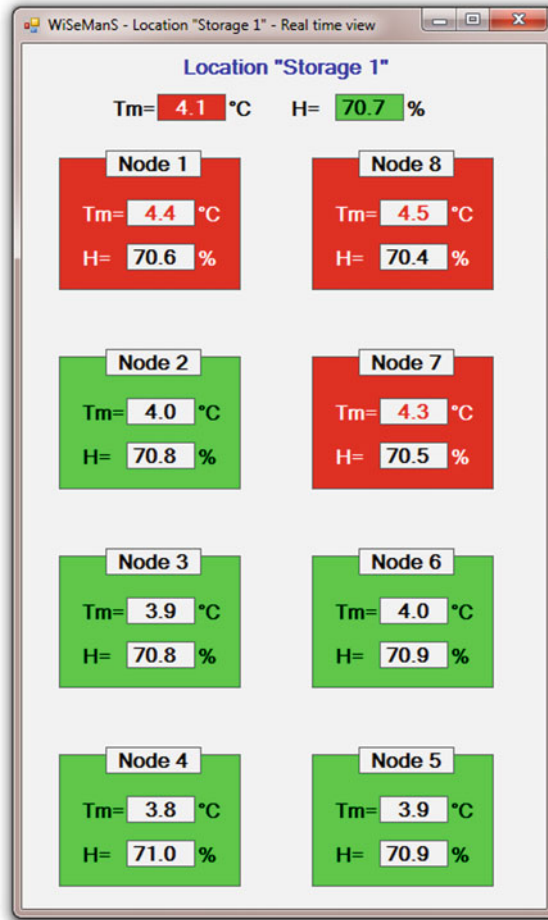 WiSeManS - Location "Storage 1" - Real time view
Location "Storage 1"
Tm= 4.1 °C H= 70.7 %
Node 1 Node 8
Tm= 4.4 °C Tm= 4.5 °C
H= 70.6 % H= 70.4 %
Node 2 Node 7
Tm= 4.0 °C Tm= 4.3 °C
H= 70.8 % H= 70.5 %
Node 3 Node 6
Tm= 3.9 °C Tm= 4.0 °C
H= 70.8 % H= 70.9 %
Node 4 Node 5
Tm= 3.8 °C Tm= 3.9 °C
H= 71.0 % H= 70.9 %